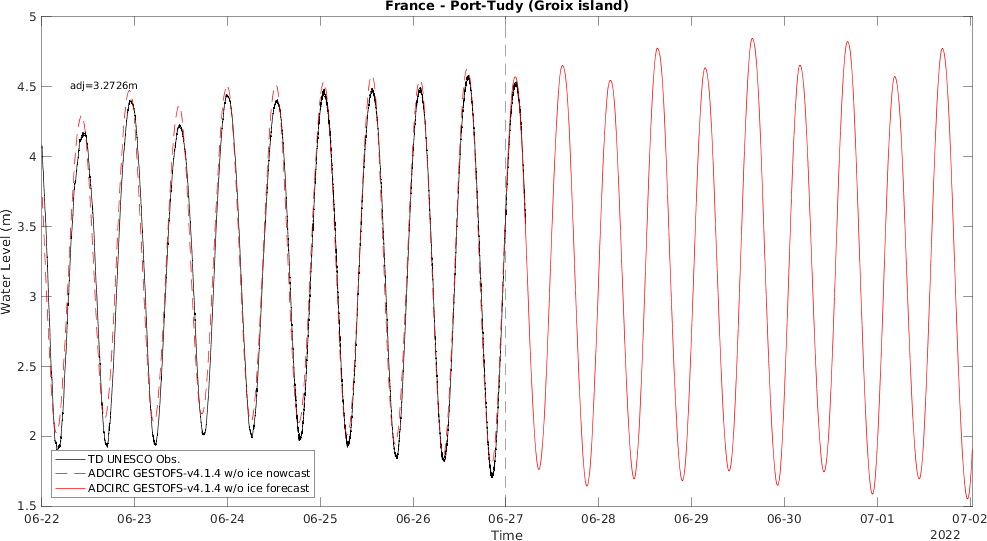 France - Port-Tudy (Groix island)
adj=3.2726m
Water Level (m)
5
4.5
4
3.5
3
2.5
2
1.5
TD UNESCO Obs.
ADCIRC GESTOFS-v4.1.4 w/o ice nowcast
ADCIRC GESTOFS-v4.1.4 w/o ice forecast
06-22 06-23 06-24 06-25 06-26 06-27 06-28 06-29 06-30 07-01 07-02
Time
2022